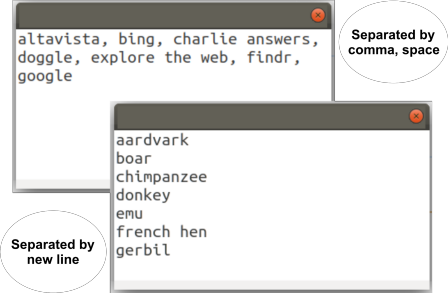 altavista, bing, charlie answers,
doggle, explore the web, findr,
google
Separated by
comma, space
aardvark
boar
chimpanzee
donkey
emu
french hen
gerbil
Separated by
new line